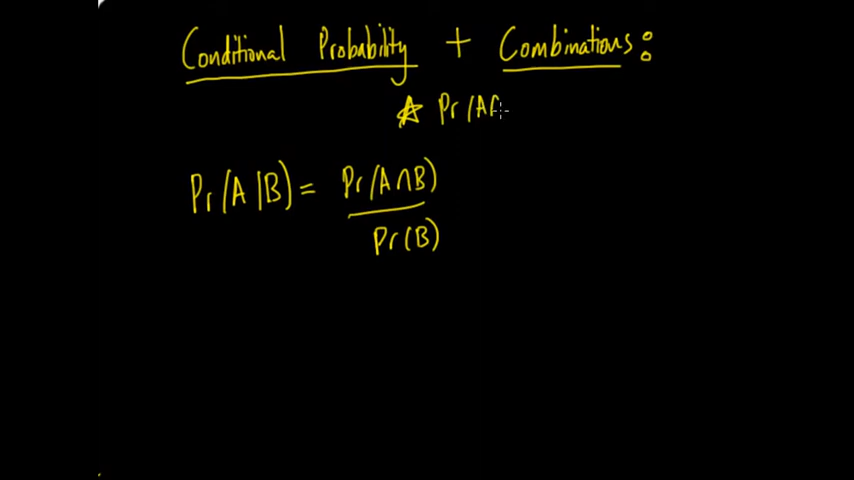 Conditional Probability + Combinations:
☆ Pr(A∩
Pr(A|B) = Pr(A∩B)
Pr(B)